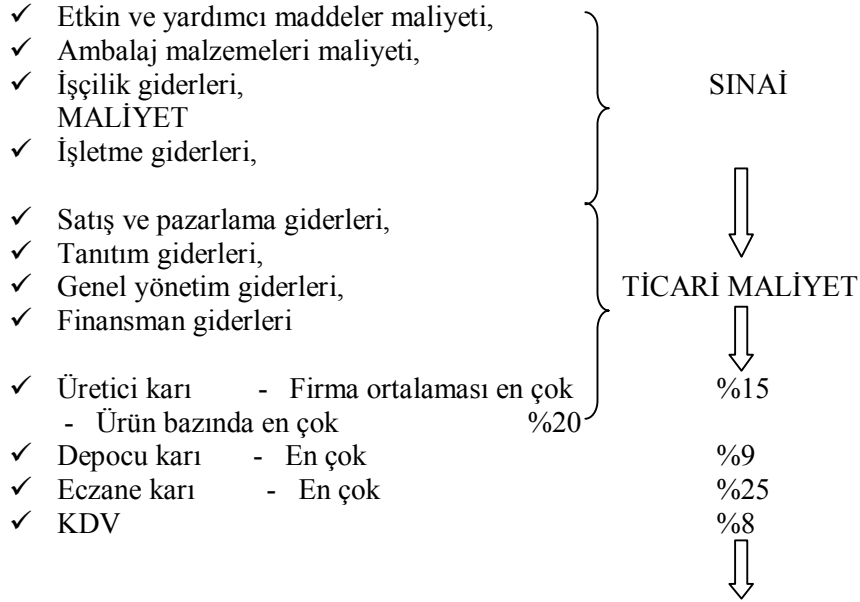 ✓ Etkin ve yardımcı maddeler maliyeti,
✓ Ambalaj malzemeleri maliyeti,
✓ İşçilik giderleri, SINAİ
MALİYET
✓ İşletme giderleri,
✓ Satış ve pazarlama giderleri,
✓ Tanıtım giderleri,
✓ Genel yönetim giderleri, TİCARİ MALİYET
✓ Finansman giderleri
✓ Üretici karı - Firma ortalaması en çok %15
- Ürün bazında en çok %20
✓ Depocu karı - En çok %9
✓ Eczane karı - En çok %25
✓ KDV %8